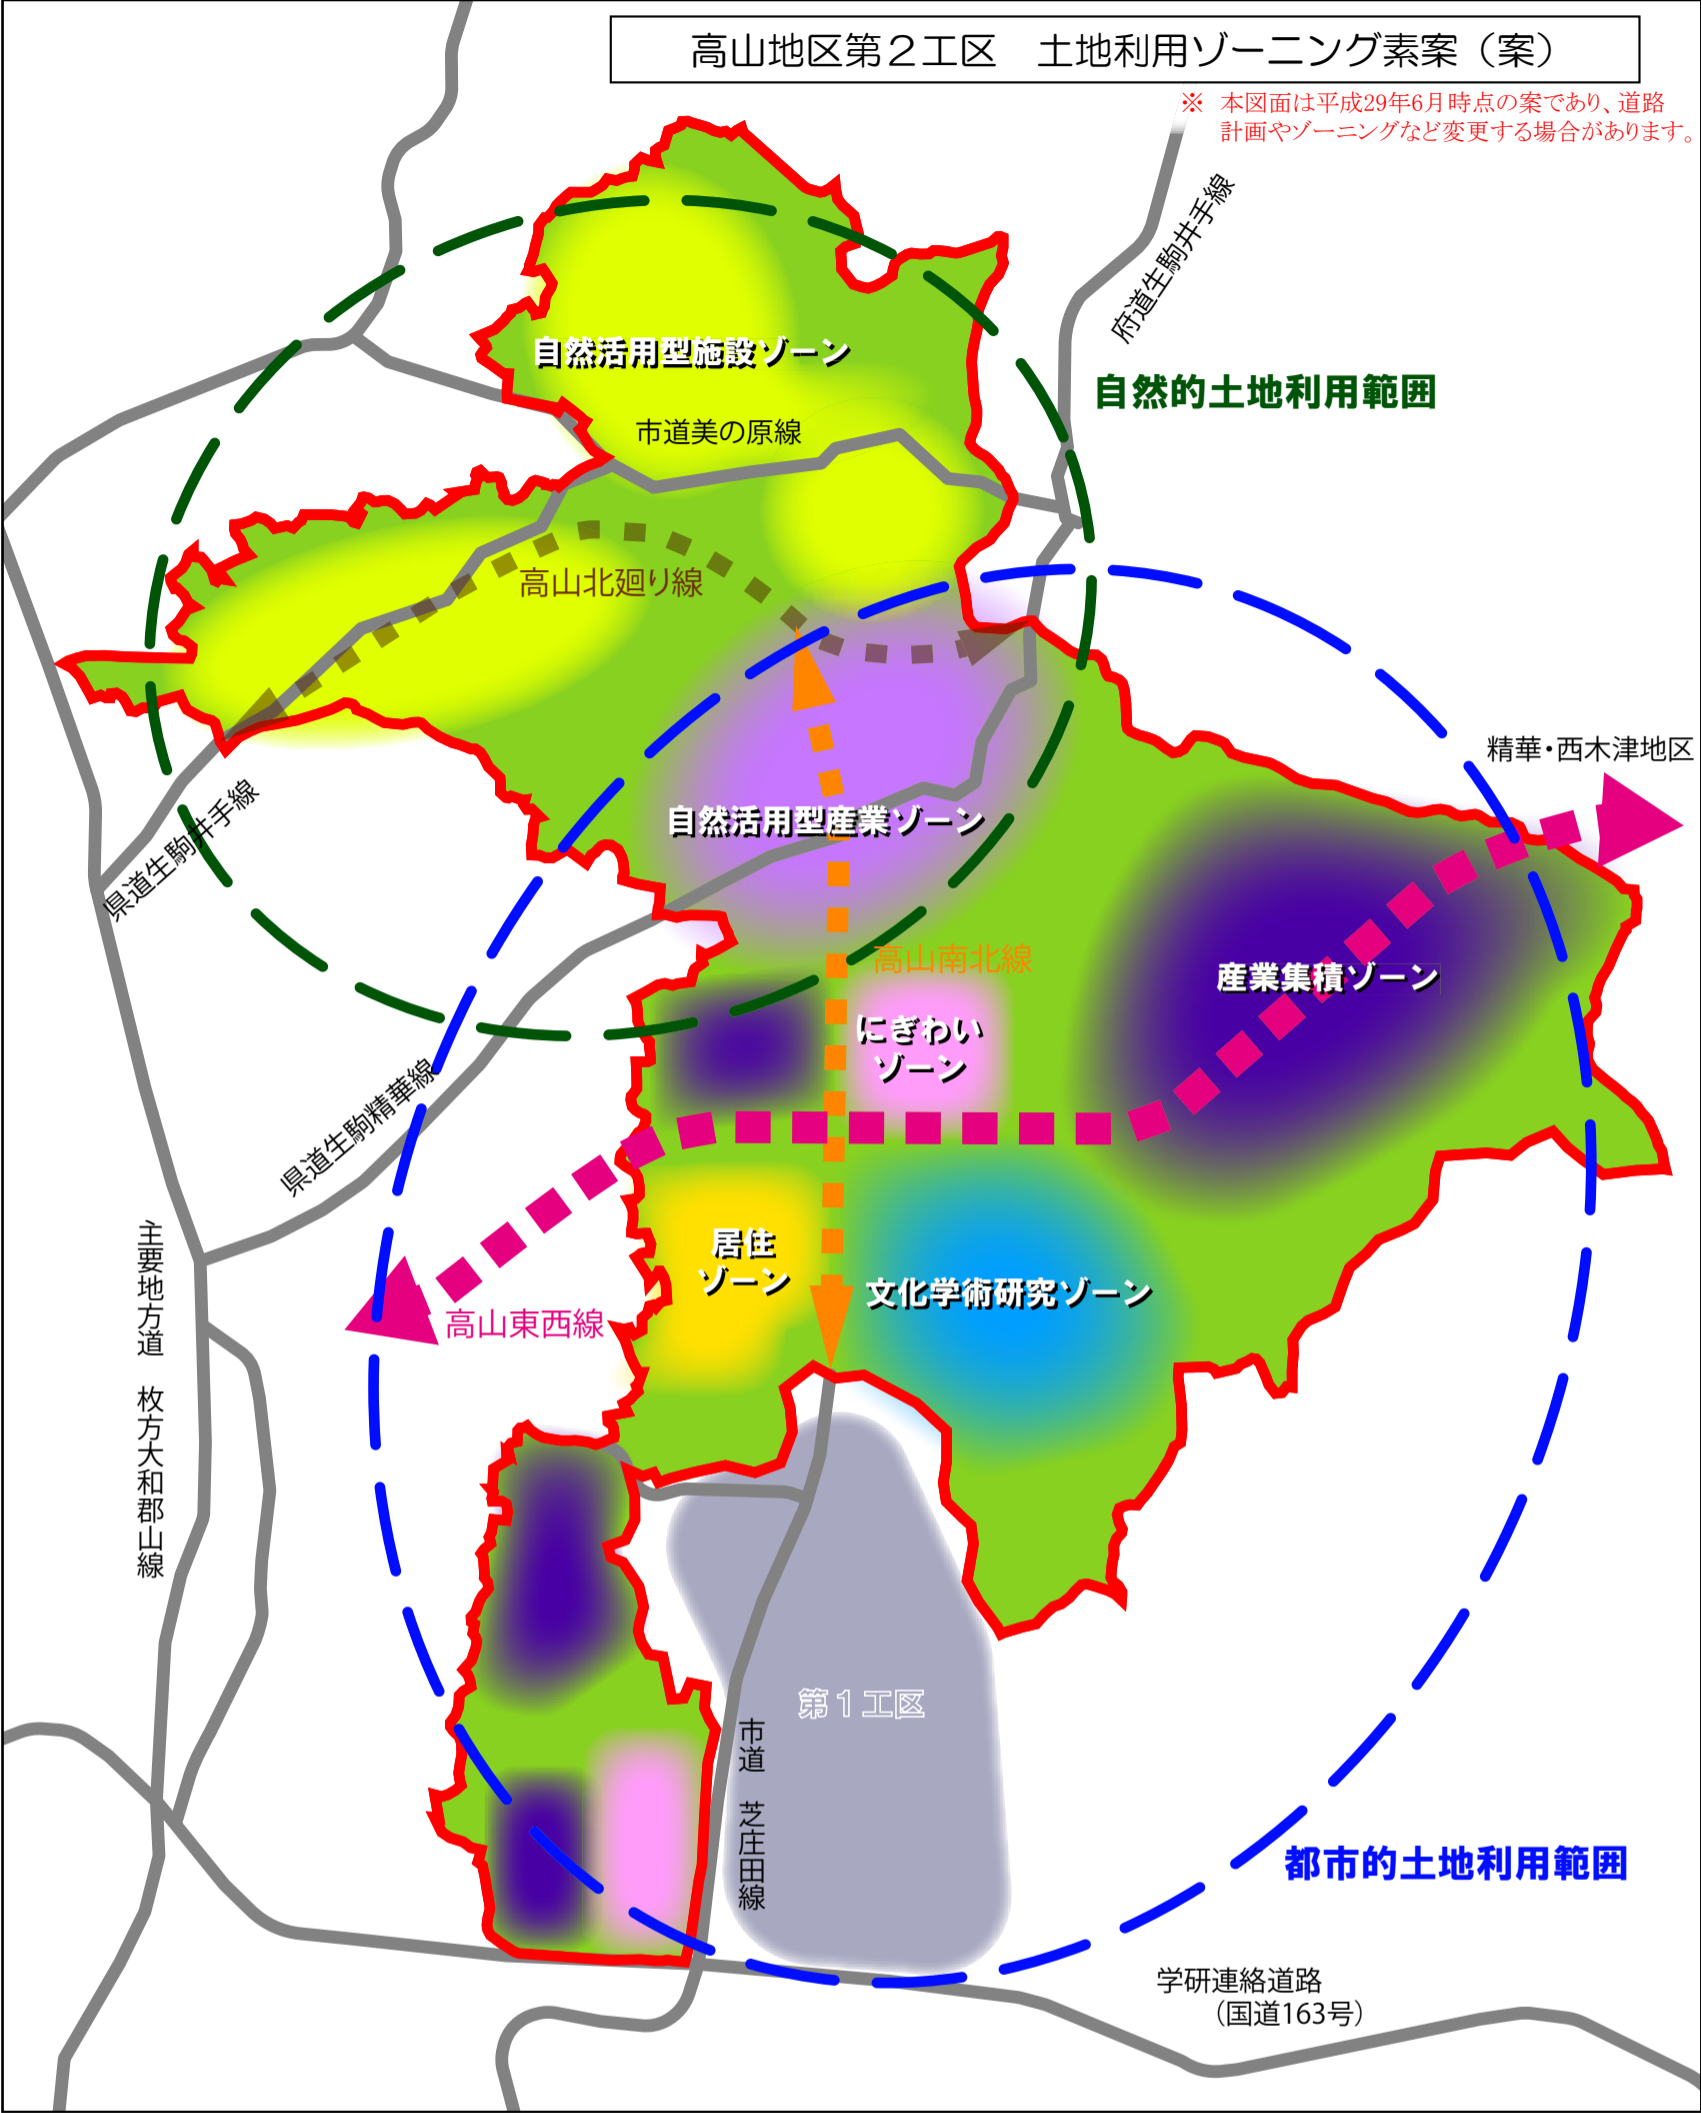 高山地区第２工区　土地利用ゾーニング素案（案）
※　本図面は平成29年6月時点の案であり、道路
計画やゾーニングなど変更する場合があります。
府道生駒井手線
自然活用型施設ゾーン
自然的土地利用範囲
市道美の原線
高山北廻り線
精華・西木津地区
県道生駒井手線
自然活用型産業ゾーン
高山南北線
産業集積ゾーン
にぎわい
ゾーン
県道生駒精華線
居住
ゾーン
文化学術研究ゾーン
高山東西線
主要地方道　枚方大和郡山線
第１工区
市道　芝庄田線
都市的土地利用範囲
学研連絡道路
（国道163号）